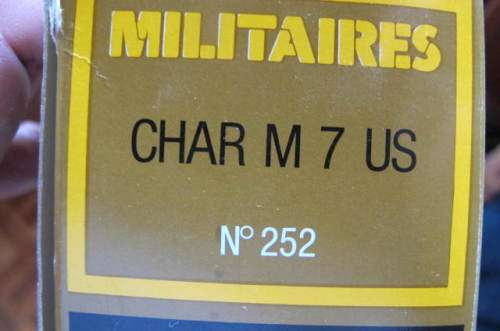 MILITAIRES
CHAR M 7 US
N° 252